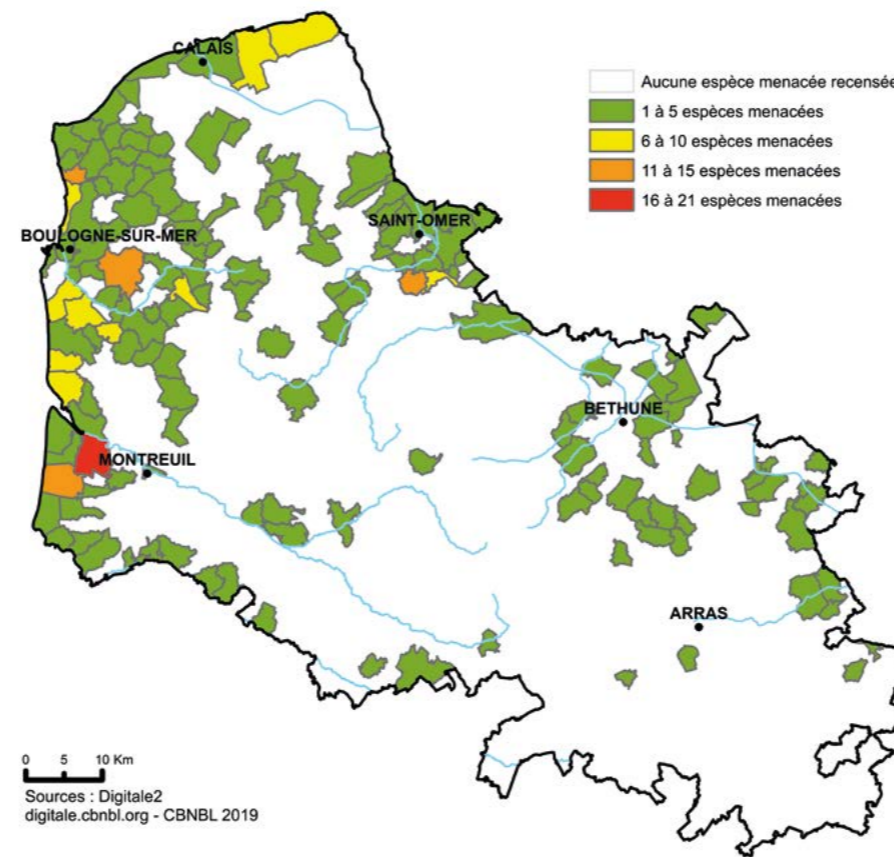 CALAIS
Aucune espèce menacée recensée
1 à 5 espèces menacées
6 à 10 espèces menacées
11 à 15 espèces menacées
16 à 21 espèces menacées
SAINT-OMER
BOULOGNE-SUR-MER
BETHUNE
MONTREUIL
ARRAS
0 5 10 Km
Sources : Digitale2
digitale.cbnbl.org - CBNBL 2019